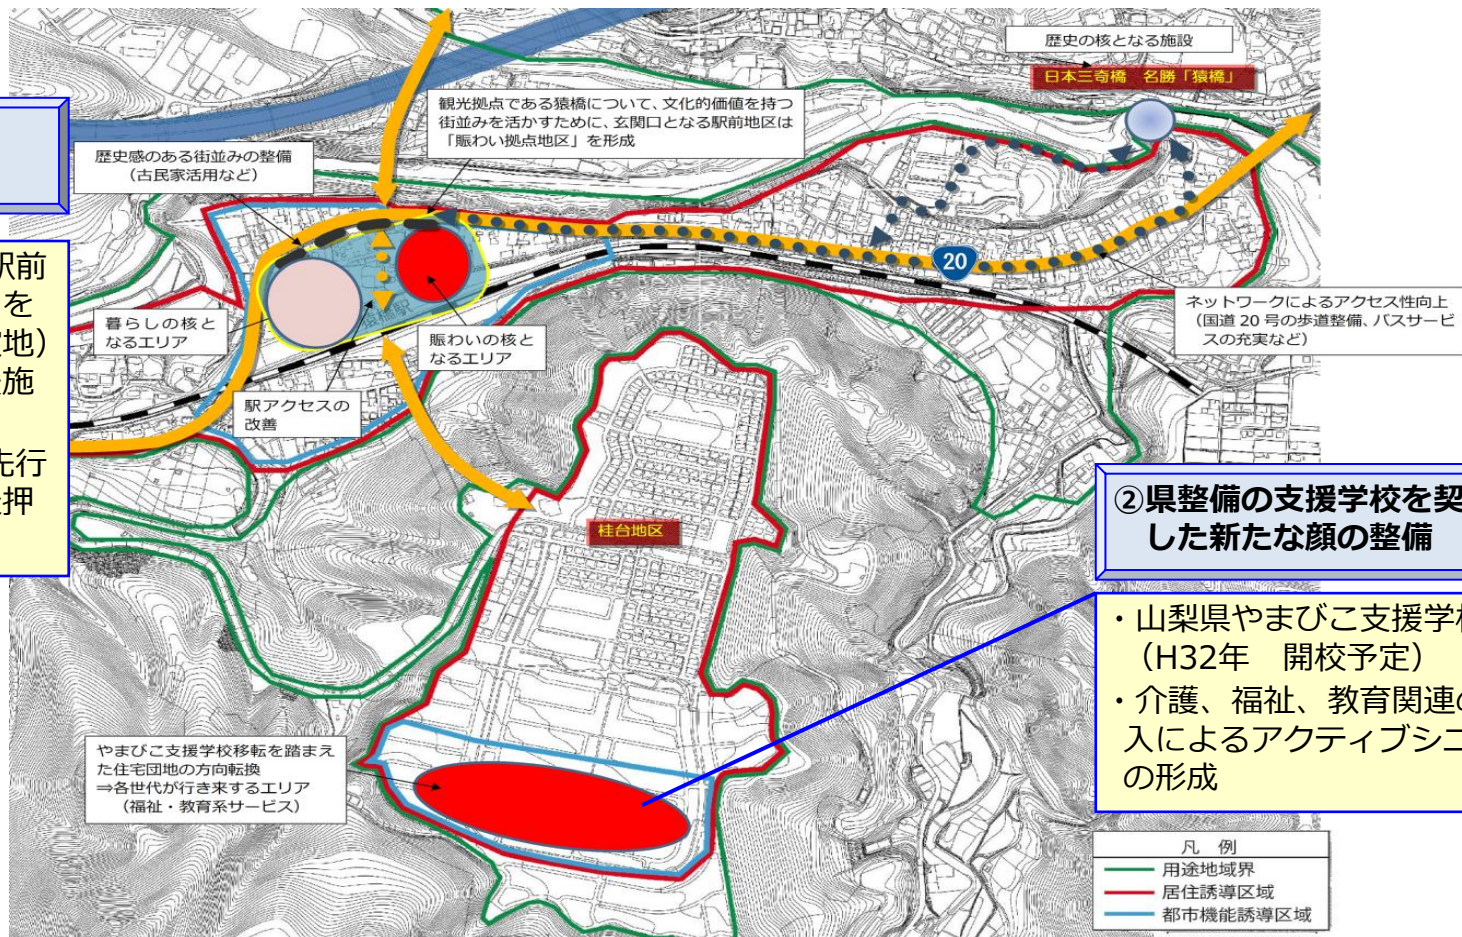 歴史の核となる施設
日本三奇橋 名勝「猿橋」
観光拠点である猿橋について、文化的価値を持つ
街並みを活かすために、玄関口となる駅前地区は
「賑わい拠点地区」を形成
歴史感のある街並みの整備
(古民家活用など)
駅前
を
地)
施
先行
押
20
ネットワークによるアクセス性向上
(国道 20 号の歩道整備、バスサービ
スの充実など)
暮らしの核と
なるエリア
賑わいの核と
なるエリア
駅アクセスの
改善
桂台地区
②県整備の支援学校を契
した新たな顔の整備
・山梨県やまびこ支援学校
(H32年 開校予定)
・介護、福祉、教育関連の
入によるアクティブシニ
の形成
やまびこ支援学校移転を踏まえ
た住宅団地の方向転換
⇒各世代が行き来するエリア
(福祉・教育系サービス)
凡 例
用途地域界
居住誘導区域
都市機能誘導区域